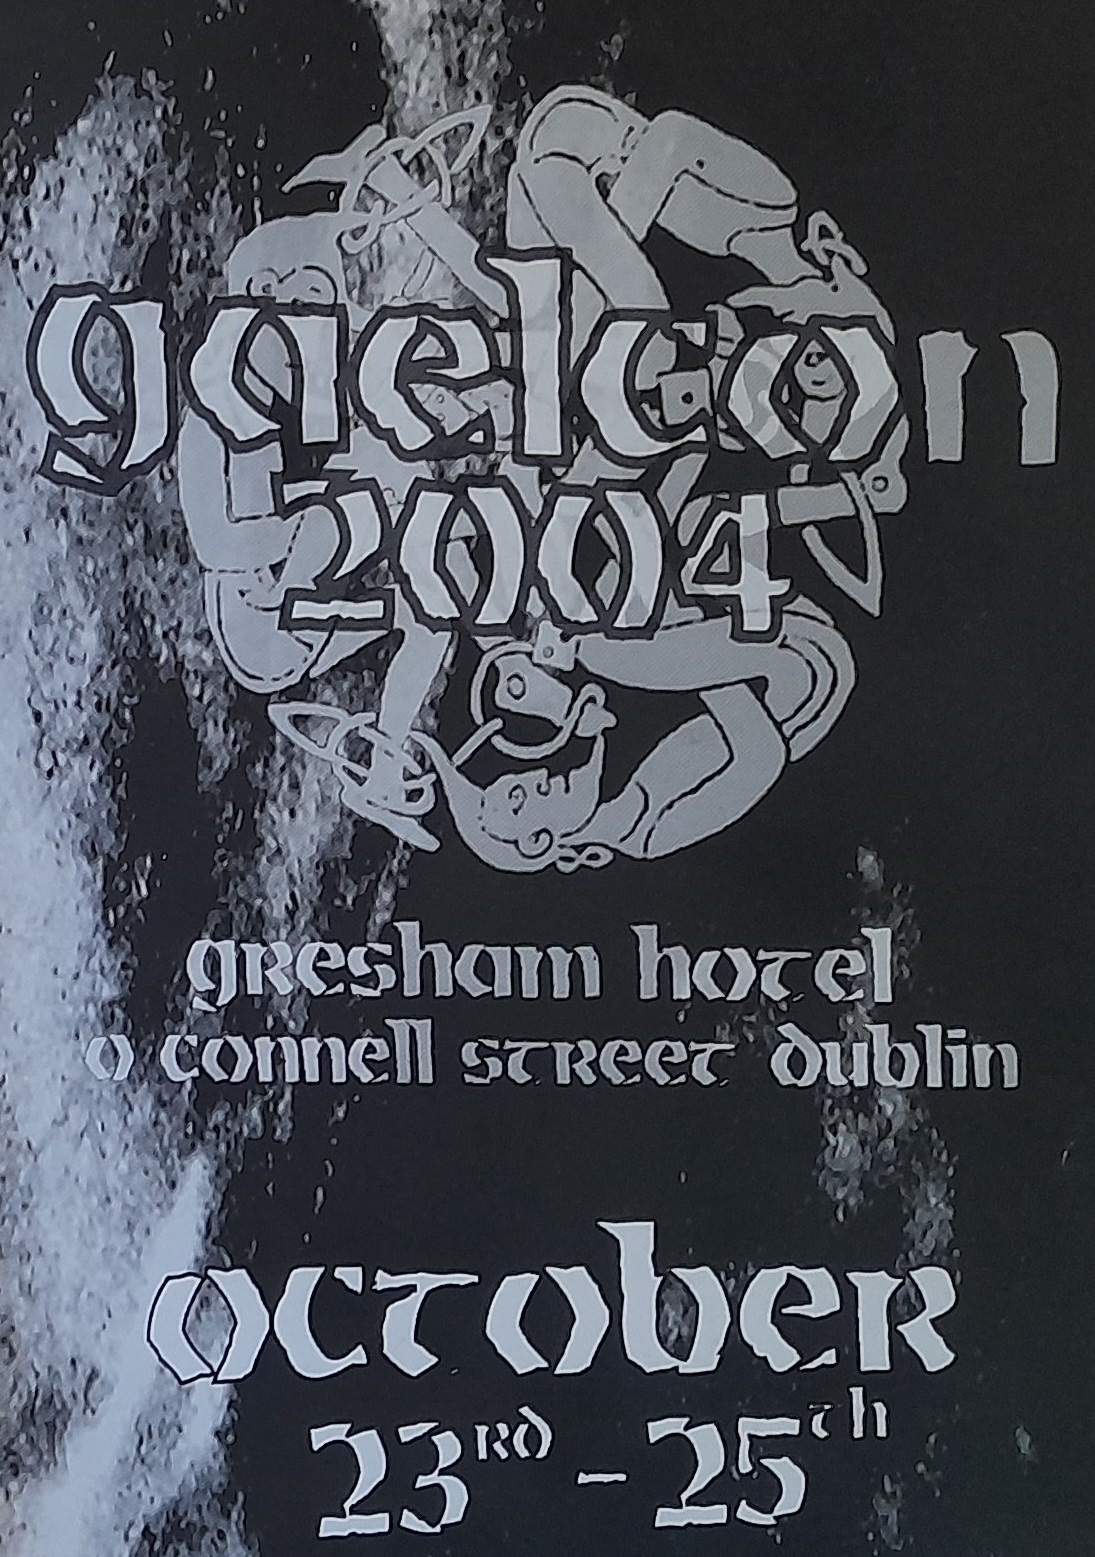 gaelcon
2004
gresham hotel
o connell street dublin
october
23rd - 25th